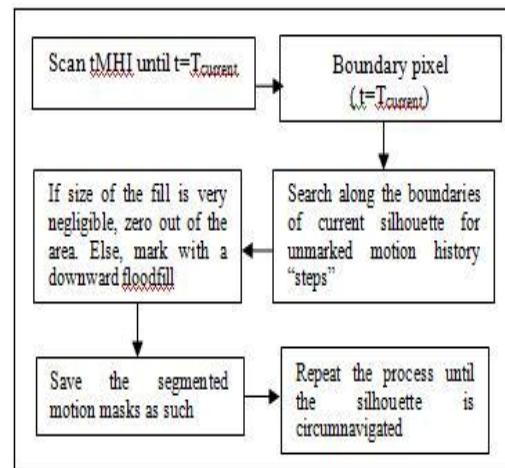 Scan tMHI until t=Tcurrent
Boundary pixel
( t=Tcurrent)
Search along the boundaries
of current silhouette for
unmarked motion history
“steps”
If size of the fill is very
negligible, zero out of the
area. Else, mark with a
downward floodfill
Save the segmented
motion masks as such
Repeat the process until
the silhouette is
circumnavigated